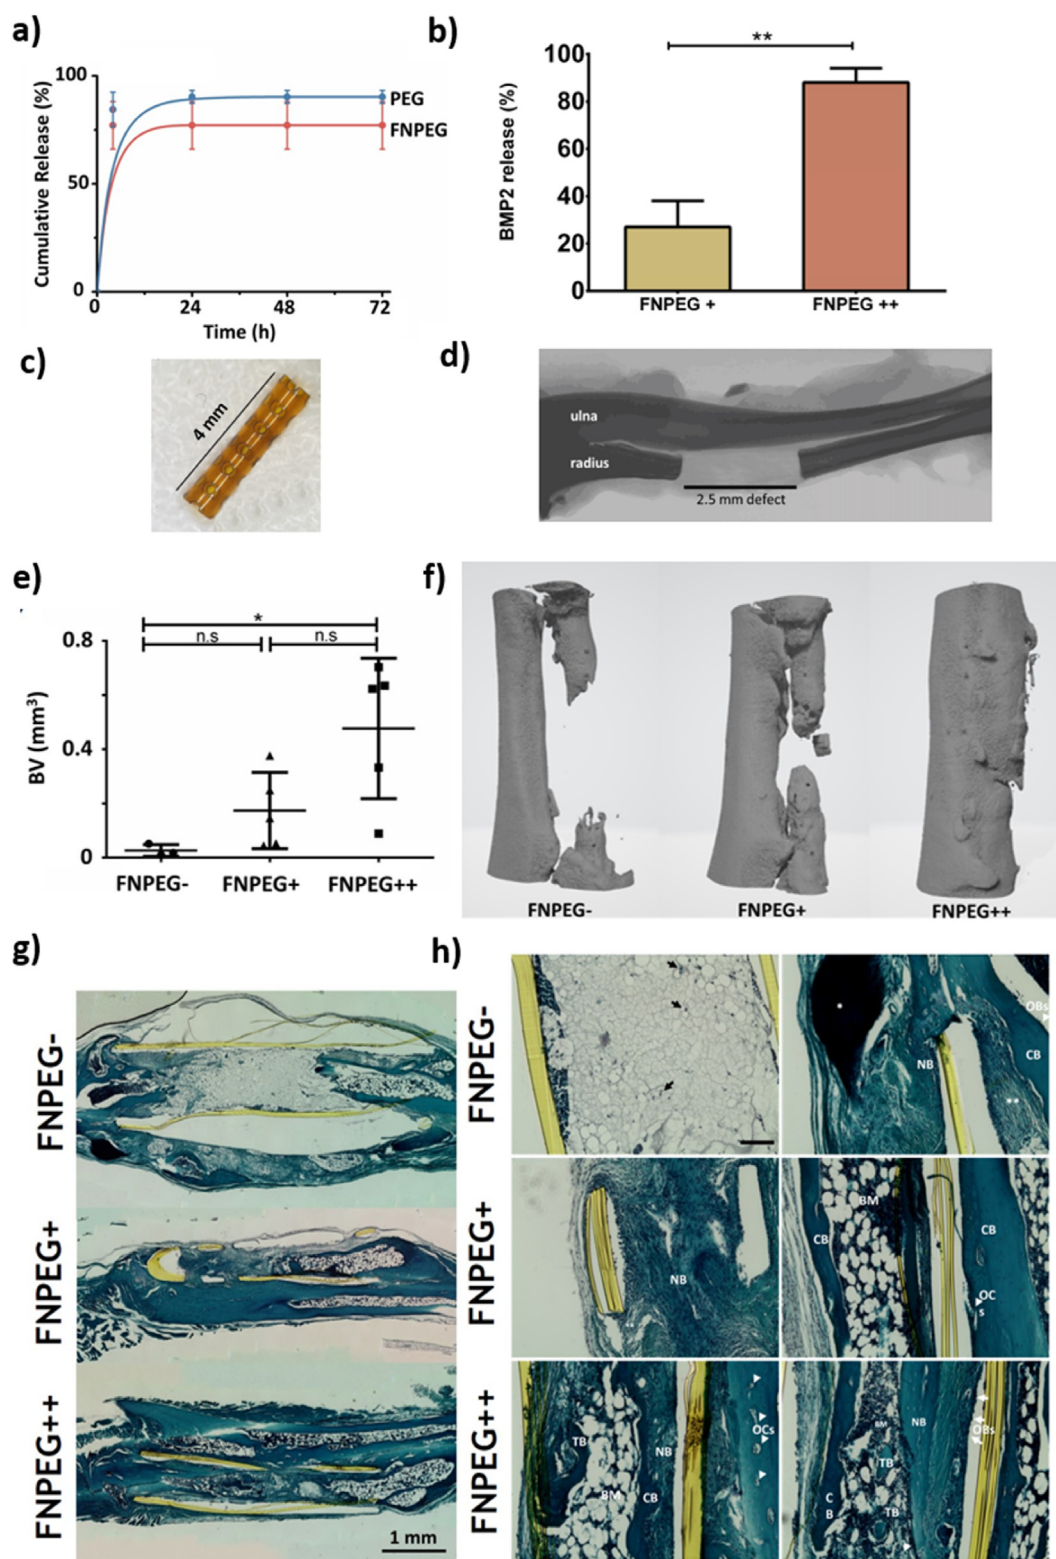 a)
Cumulative Release (%)
100
50
0
0 24 48 72
Time (h)
PEG
FNPEG
b)
**
BMP2 release (%)
100
80
60
40
20
0
FNPEG + FNPEG ++
c)
4 mm
d)
ulna
radius
2.5 mm defect
e)
*
n.s n.s
BV (mm³)
0.8
0.4
0
FNPEG- FNPEG+ FNPEG++
f)
FNPEG- FNPEG+ FNPEG++
g)
FNPEG-
FNPEG+
FNPEG++
1 mm
h)
FNPEG-
*
OBs
NB
CB
**
FNPEG+
NB
**
BM
CB
CB
OC
s
FNPEG++
TB
BM
NB
CB
OCs
BM
NB
OBs
TB
C
B
TB